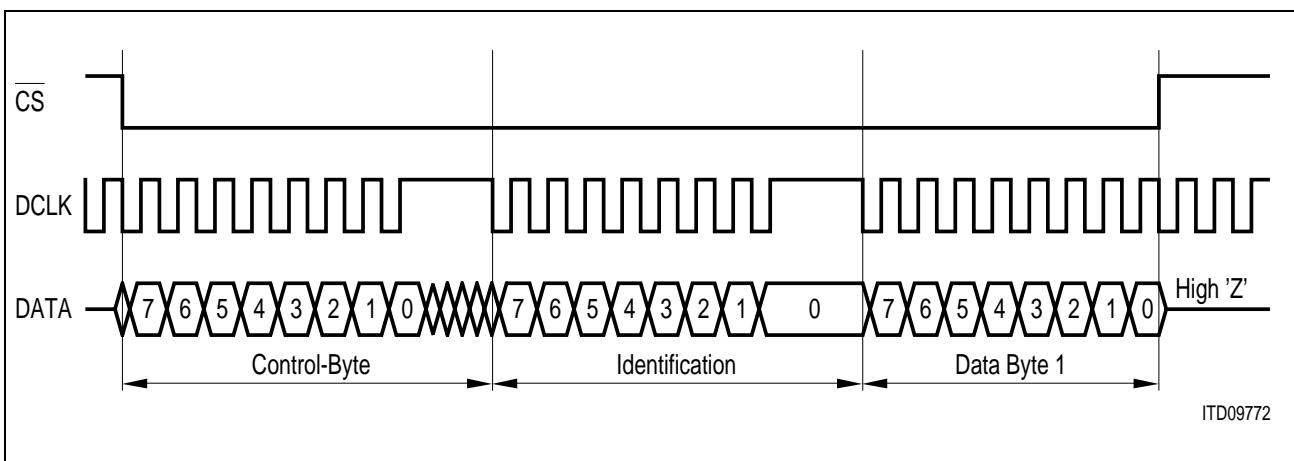 C̅S̅
DCLK
DATA 7 6 5 4 3 2 1 0 7 6 5 4 3 2 1 0 7 6 5 4 3 2 1 0 High 'Z'
Control-Byte Identification Data Byte 1
ITD09772